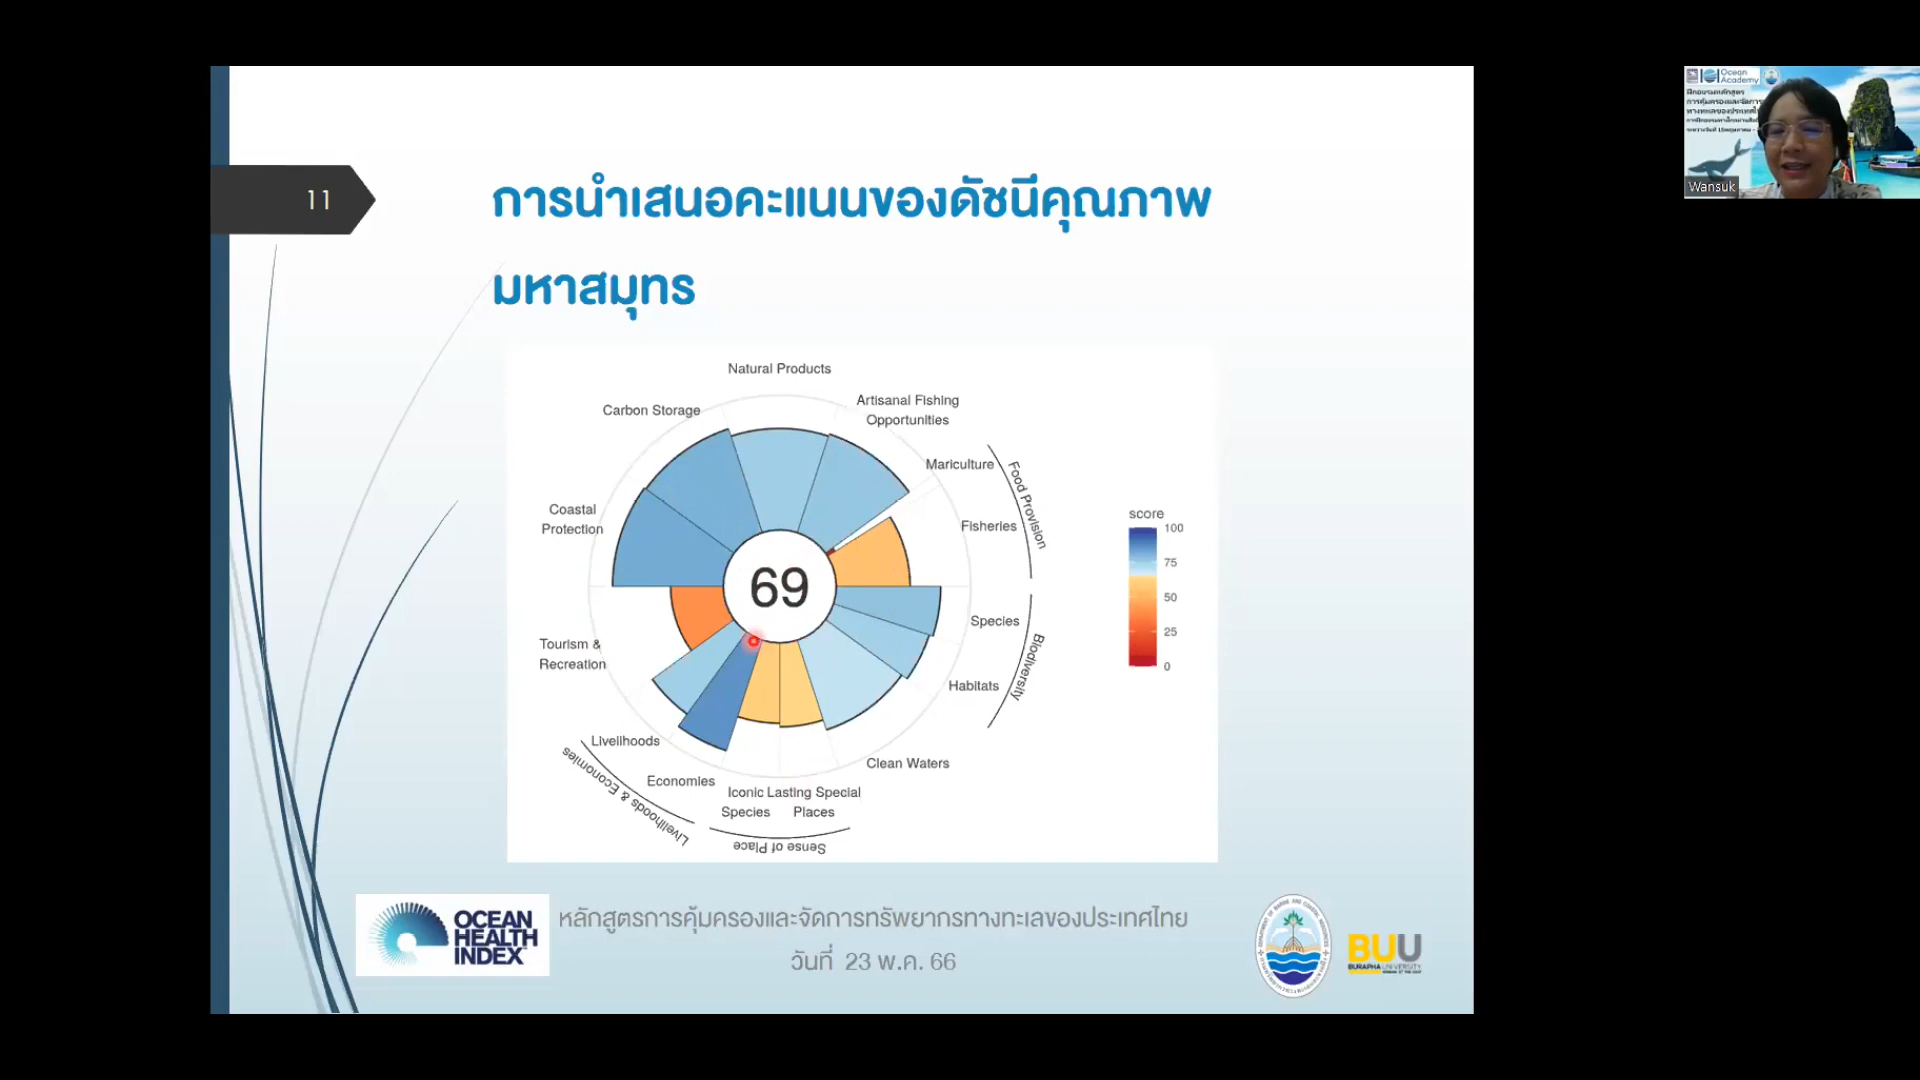 11
การนำเสนอคะแนนของดัชนีคุณภาพ
มหาสมุทร
Natural Products
Carbon Storage
Artisanal Fishing
Opportunities
Mariculture
Food Provision
Fisheries
Coastal
Protection
69
score
100
75
50
25
0
Species
Biodiversity
Habitats
Tourism &
Recreation
Clean Waters
Livelihoods
Economies
Livelihoods & Economies
Iconic
Species
Lasting Special
Places
Sense of Place
OCEAN
HEALTH
INDEX
หลักสูตรการคุ้มครองและจัดการทรัพยากรทางทะเลของประเทศไทย
วันที่ 23 พ.ค. 66
BUU
BURAPHA UNIVERSITY
Ocean
Academy
Wansuk